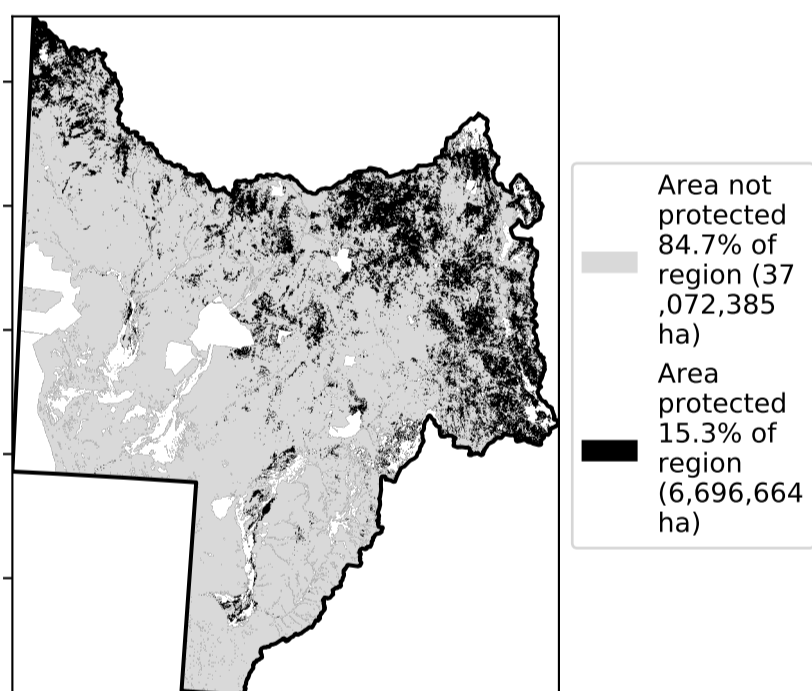 Area not
protected
84.7% of
region (37
,072,385
ha)
Area
protected
15.3% of
region
(6,696,664
ha)